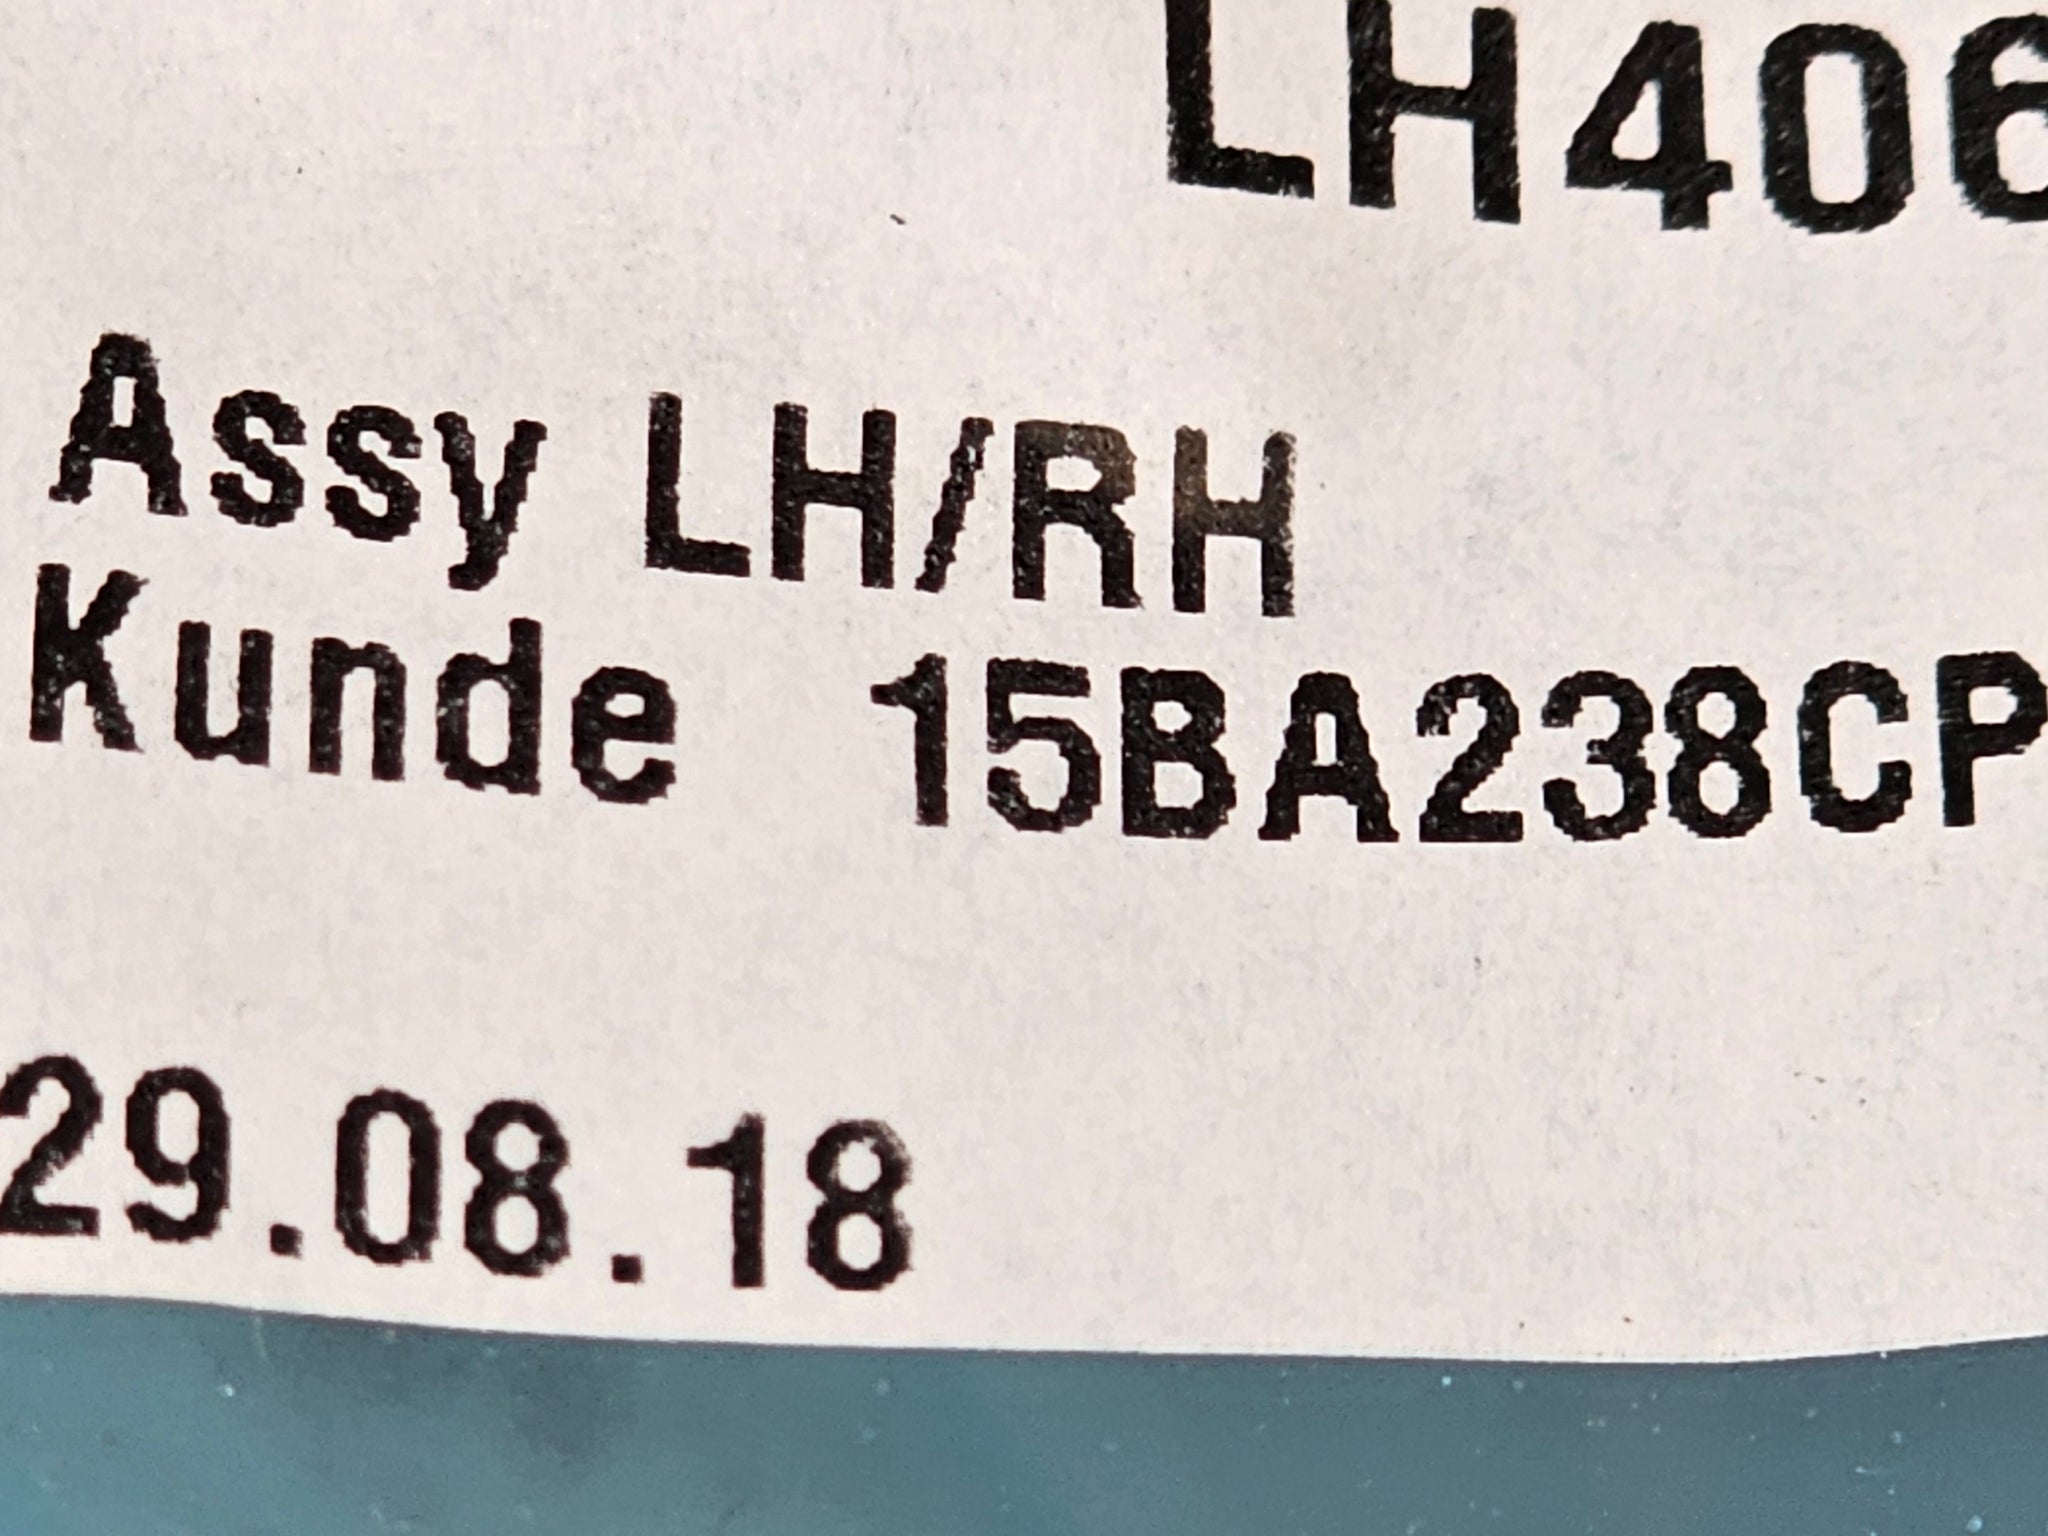 LH406
Assy LH/RH
Kunde 15BA238CP
29.08.18